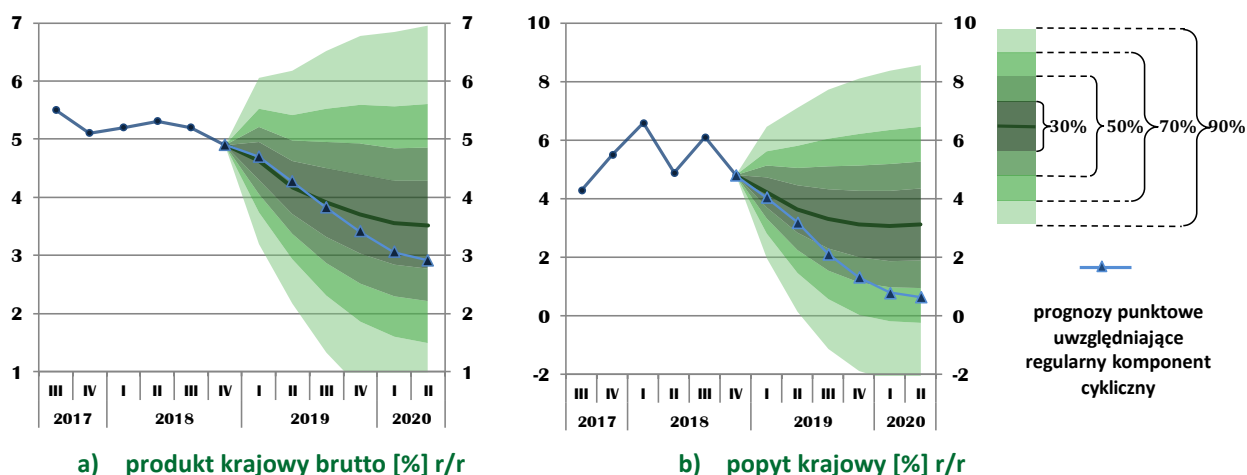 7 7
6 6
5 5
4 4
3 3
2 2
1 1
III IV I II III IV I II III IV I II
2017 2018 2019 2020
a) produkt krajowy brutto [%] r/r
10 10
8 8
6 6
4 4
2 2
0 0
-2 -2
III IV I II III IV I II III IV I II
2017 2018 2019 2020
b) popyt krajowy [%] r/r
30% 50% 70% 90%
prognozy punktowe
uwzględniające
regularny komponent
cykliczny